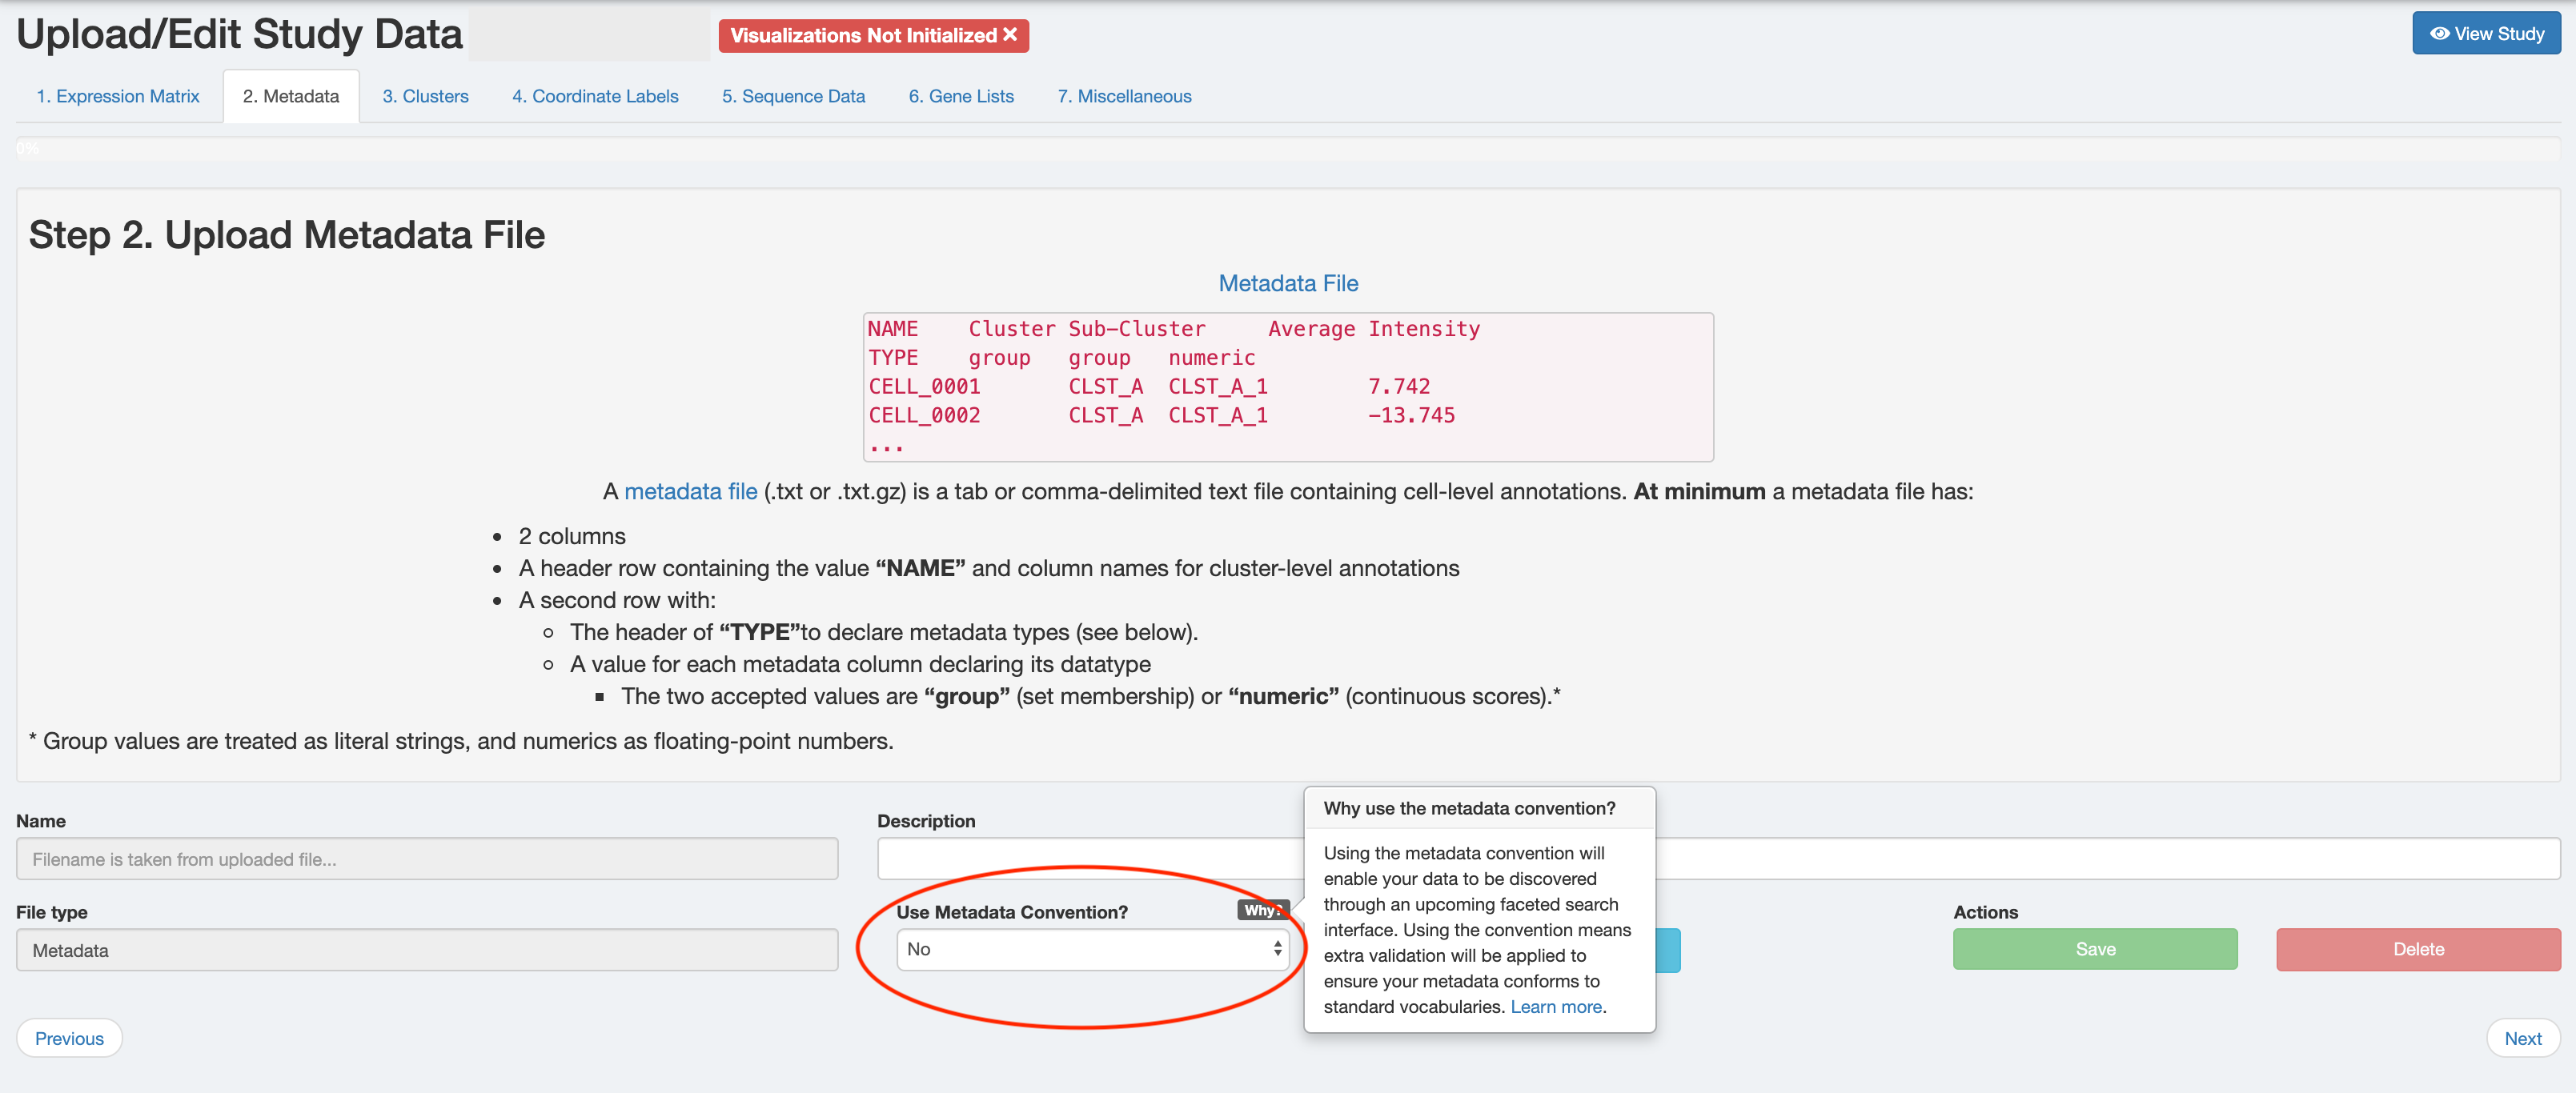 Upload/Edit Study Data
Visualizations Not Initialized ✕
View Study
1. Expression Matrix
2. Metadata
3. Clusters
4. Coordinate Labels
5. Sequence Data
6. Gene Lists
7. Miscellaneous
0%
Step 2. Upload Metadata File
Metadata File
NAME Cluster Sub-Cluster Average Intensity
TYPE group group numeric
CELL_0001 CLST_A CLST_A_1 7.742
CELL_0002 CLST_A CLST_A_1 -13.745
...
A metadata file (.txt or .txt.gz) is a tab or comma-delimited text file containing cell-level annotations. At minimum a metadata file has:
• 2 columns
• A header row containing the value “NAME” and column names for cluster-level annotations
• A second row with:
◦ The header of “TYPE”to declare metadata types (see below).
◦ A value for each metadata column declaring its datatype
▪ The two accepted values are “group” (set membership) or “numeric” (continuous scores).*
* Group values are treated as literal strings, and numerics as floating-point numbers.
Name
Filename is taken from uploaded file...
Description
File type
Metadata
Use Metadata Convention?
Why?
No
Why use the metadata convention?
Using the metadata convention will
enable your data to be discovered
through an upcoming faceted search
interface. Using the convention means
extra validation will be applied to
ensure your metadata conforms to
standard vocabularies. Learn more.
Actions
Save
Delete
Previous
Next